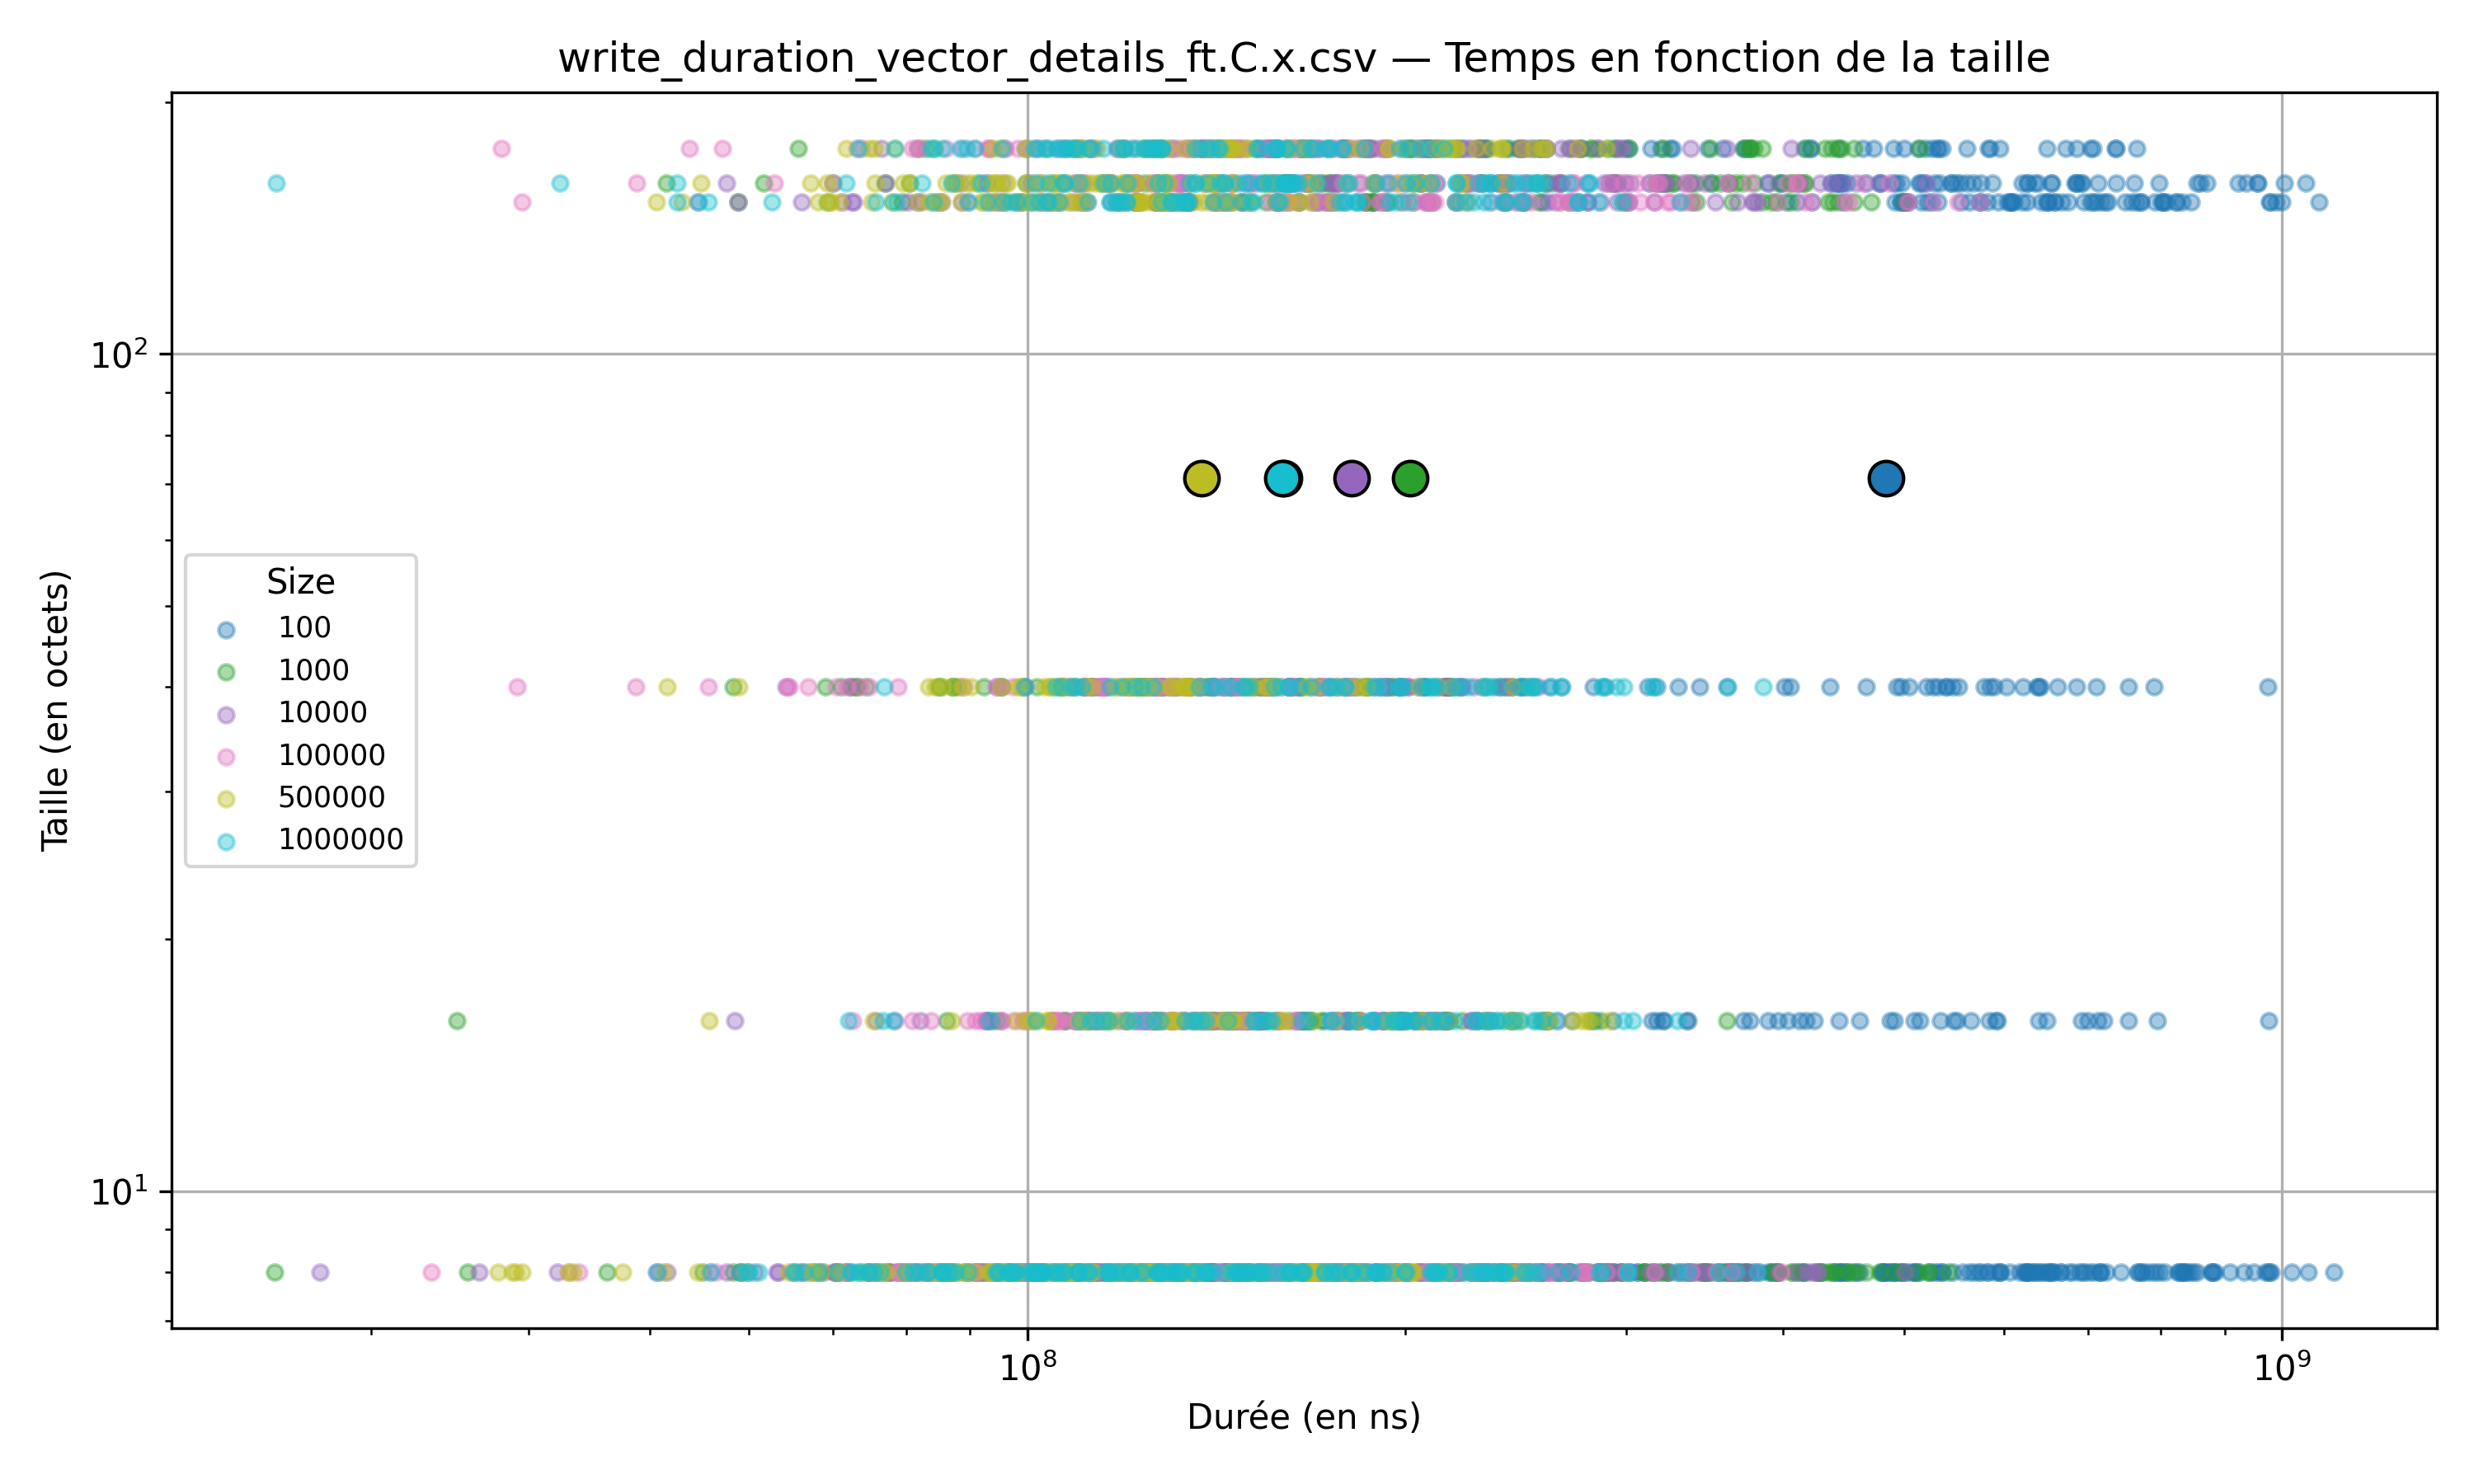 write_duration_vector_details_ft.C.x.csv — Temps en fonction de la taille
10²
Taille (en octets)
Size
100
1000
10000
100000
500000
1000000
10¹
10⁸
10⁹
Durée (en ns)